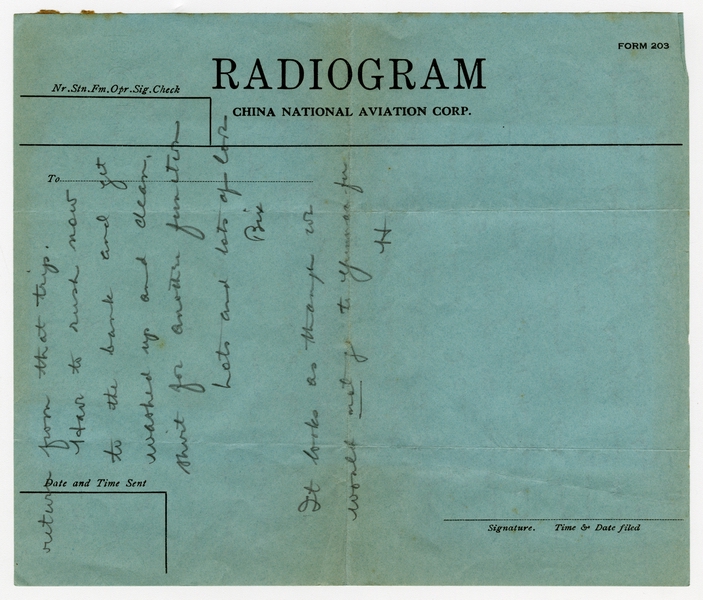 FORM 203
RADIOGRAM
Nr.Stn.Fm.Opr.Sig.Check
CHINA NATIONAL AVIATION CORP.
To
Date and Time Sent
Signature. Time & Date filed
return from that trip.
Have to rush now
to the bank and get
washed up and clean,
shirt for another function
Lots and lots of love
Bix
It looks as though we
would not go to Yunnan fu
H